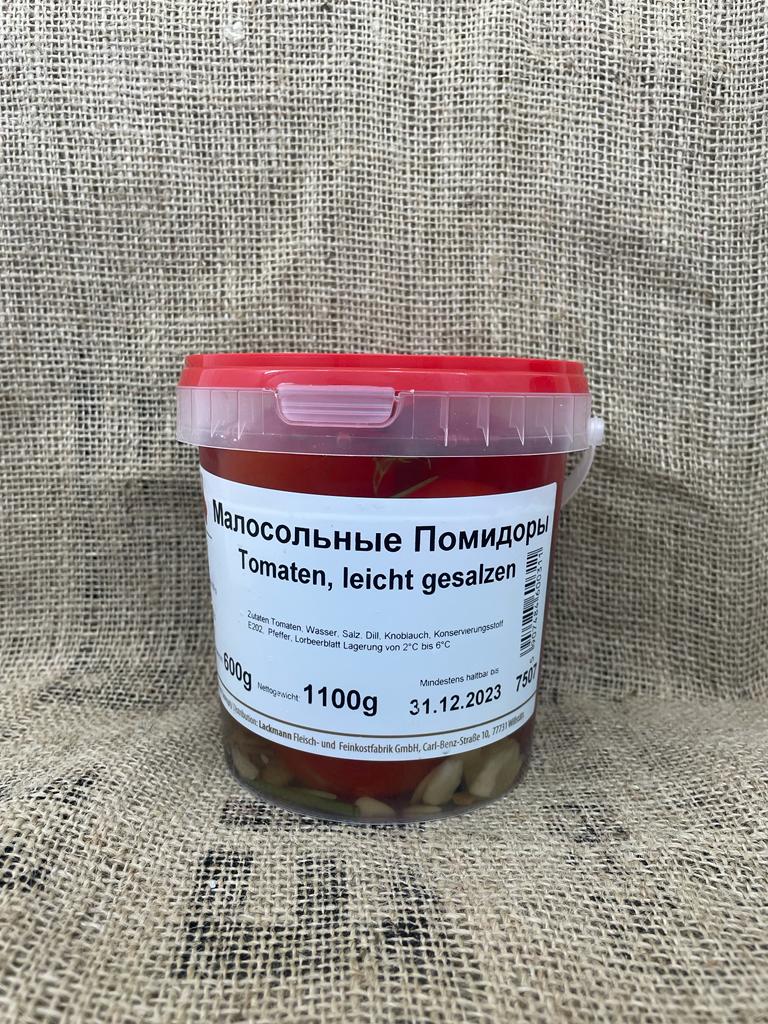 Малосольные Помидоры
Tomaten, leicht gesalzen
Zutaten:Tomaten, Wasser, Salz, Dill, Knoblauch, Konservierungsstoff
E202, Pfeffer, Lorbeerblatt Lagerung von 2°C bis 6°C
600g Nettogewicht: 1100g
Mindestens haltbar bis
31.12.2023 7507
Distribution: Lackmann Fleisch- und Feinkostfabrik GmbH, Carl-Benz-Straße 10, 77731 Willstätt